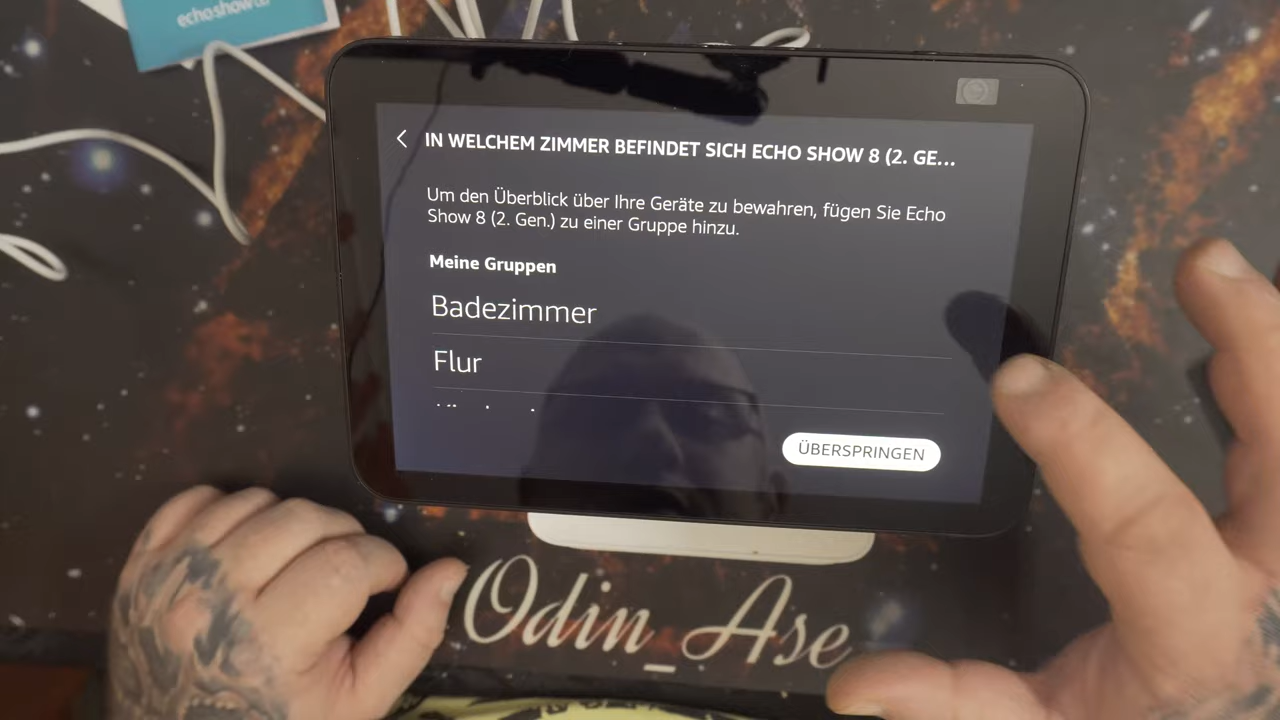 echo show 8
IN WELCHEM ZIMMER BEFINDET SICH ECHO SHOW 8 (2. GE...
Um den Überblick über Ihre Geräte zu bewahren, fügen Sie Echo
Show 8 (2. Gen.) zu einer Gruppe hinzu.
Meine Gruppen
Badezimmer
Flur
ÜBERSPRINGEN
Odin_Ase